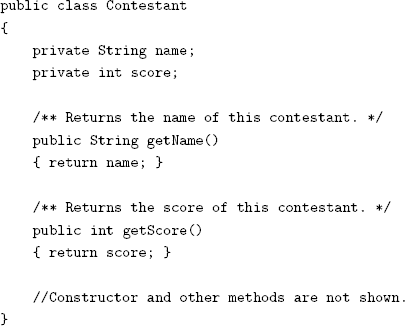 public class Contestant
{
private String name;
private int score;
/** Returns the name of this contestant. */
public String getName()
{ return name; }
/** Returns the score of this contestant. */
public int getScore()
{ return score; }
//Constructor and other methods are not shown.
}